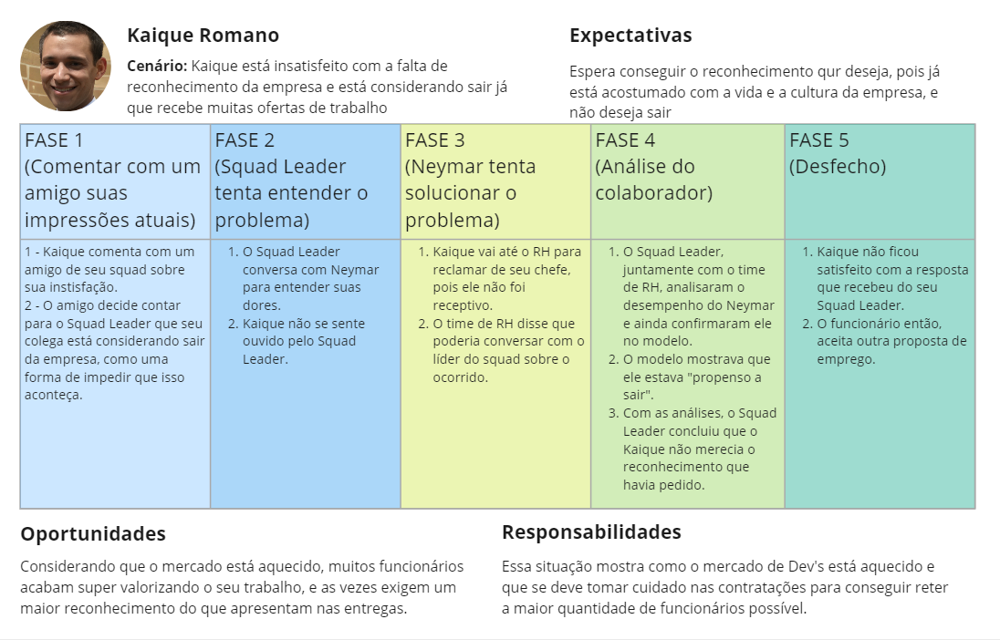 Kaique Romano
Cenário: Kaique está insatisfeito com a falta de
reconhecimento da empresa e está considerando sair já
que recebe muitas ofertas de trabalho
Expectativas
Espera conseguir o reconhecimento qur deseja, pois já
está acostumado com a vida e a cultura da empresa, e
não deseja sair
FASE 1
(Comentar com um
amigo suas
impressões atuais)
1 - Kaique comenta com um
amigo de seu squad sobre
sua instisfação.
2 - O amigo decide contar
para o Squad Leader que seu
colega está considerando sair
da empresa, como uma
forma de impedir que isso
aconteça.
FASE 2
(Squad Leader
tenta entender o
problema)
1. O Squad Leader
conversa com Neymar
para entender suas
dores.
2. Kaique não se sente
ouvido pelo Squad
Leader.
FASE 3
(Neymar tenta
solucionar o
problema)
1. Kaique vai até o RH para
reclamar de seu chefe,
pois ele não foi
receptivo.
2. O time de RH disse que
poderia conversar com o
líder do squad sobre o
ocorrido.
FASE 4
(Análise do
colaborador)
1. O Squad Leader,
juntamente com o time
de RH, analisaram o
desempenho do Neymar
e ainda confirmaram ele
no modelo.
2. O modelo mostrava que
ele estava "propenso a
sair".
3. Com as análises, o Squad
Leader concluiu que o
Kaique não merecia o
reconhecimento que
havia pedido.
FASE 5
(Desfecho)
1. Kaique não ficou
satisfeito com a resposta
que recebeu do seu
Squad Leader.
2. O funcionário então,
aceita outra proposta de
emprego.
Oportunidades
Considerando que o mercado está aquecido, muitos funcionários
acabam super valorizando o seu trabalho, e as vezes exigem um
maior reconhecimento do que apresentam nas entregas.
Responsabilidades
Essa situação mostra como o mercado de Dev's está aquecido e
que se deve tomar cuidado nas contratações para conseguir reter
a maior quantidade de funcionários possível.